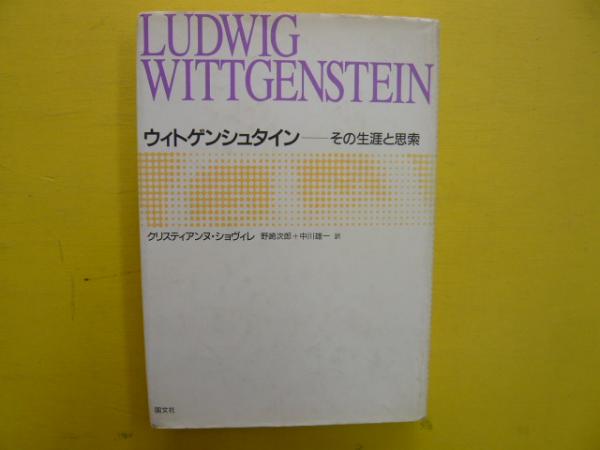 LUDWIG
WITTGENSTEIN
ウィトゲンシュタイン——その生涯と思索
クリスティアンヌ・ショヴィレ 野崎次郎+中川雄一 訳
国文社